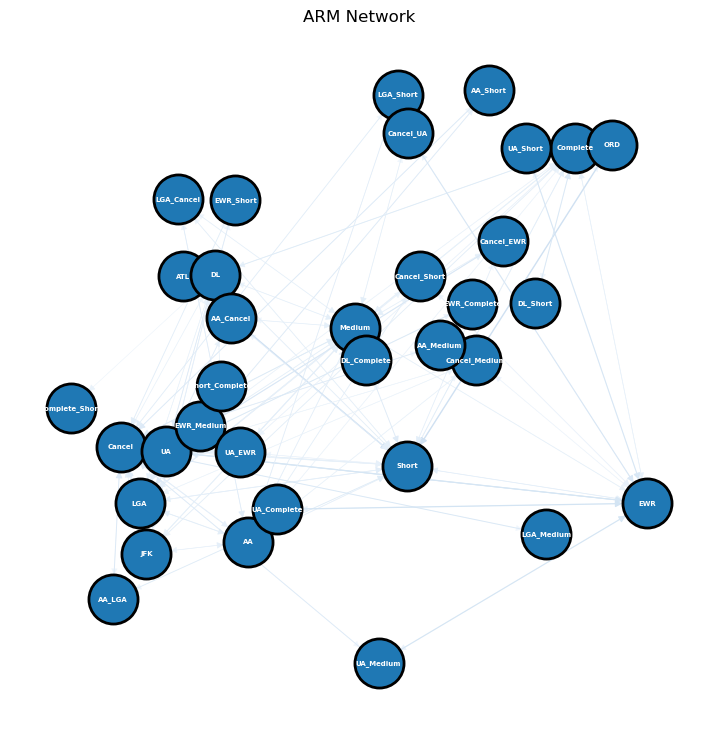 ARM Network
LGA_Short
AA_Short
Cancel_UA
UA_Short
Complete
ORD
LGA_Cancel
EWR_Short
Cancel_EWR
ATL
DL
Cancel_Short
EWR_Complete
DL_Short
AA_Cancel
Medium
AA_Medium
DL_Complete
Cancel_Medium
Short_Complete
Complete_Short
EWR_Medium
Cancel
UA
UA_EWR
Short
LGA
UA_Complete
EWR
LGA_Medium
AA
JFK
AA_LGA
UA_Medium